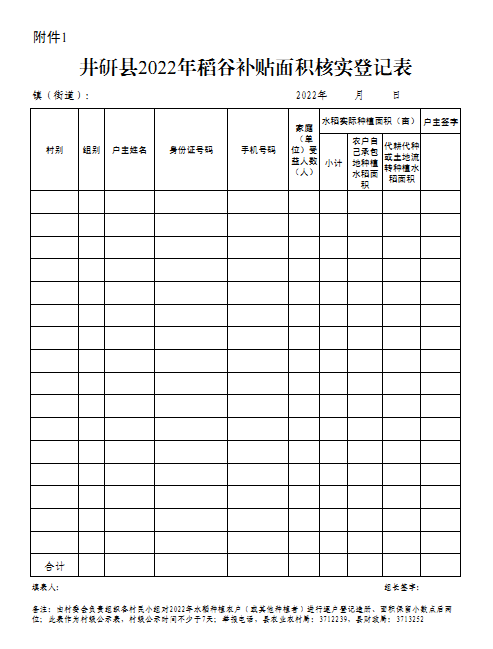 附件1
井研县2022年稻谷补贴面积核实登记表
镇（街道）： 2022年 月 日
村别 组别 户主姓名 身份证号码 手机号码 家庭（单位）受益人数（人） 水稻实际种植面积（亩） 户主签字
小计 农户自己承包地种植水稻面积 代耕代种或土地流转种植水稻面积
合计
填表人： 组长签字：
备注：由村委会负责组织各村民小组对2022年水稻种植农户（或其他种植者）进行逐户登记造册、面积保留小数点后两
位；此表作为村级公示表，村级公示时间不少于7天；举报电话，县农业农村局：3712239，县财政局：3713252